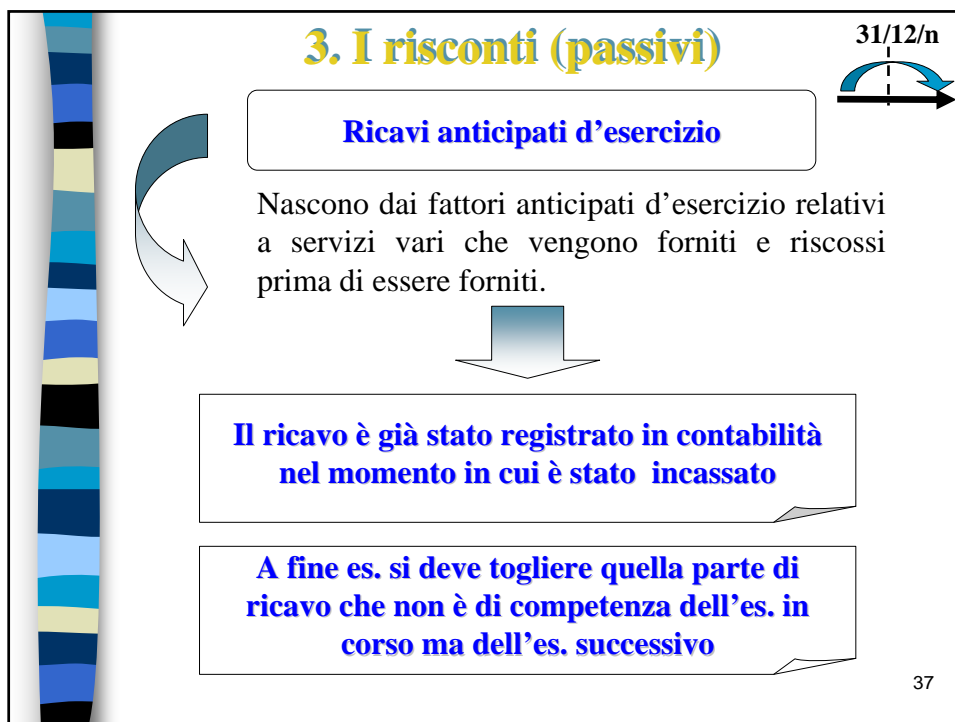 3. I risconti (passivi)
31/12/n
Ricavi anticipati d'esercizio
Nascono dai fattori anticipati d'esercizio relativi
a servizi vari che vengono forniti e riscossi
prima di essere forniti.
Il ricavo è già stato registrato in contabilità
nel momento in cui è stato incassato
A fine es. si deve togliere quella parte di
ricavo che non è di competenza dell'es. in
corso ma dell'es. successivo
37